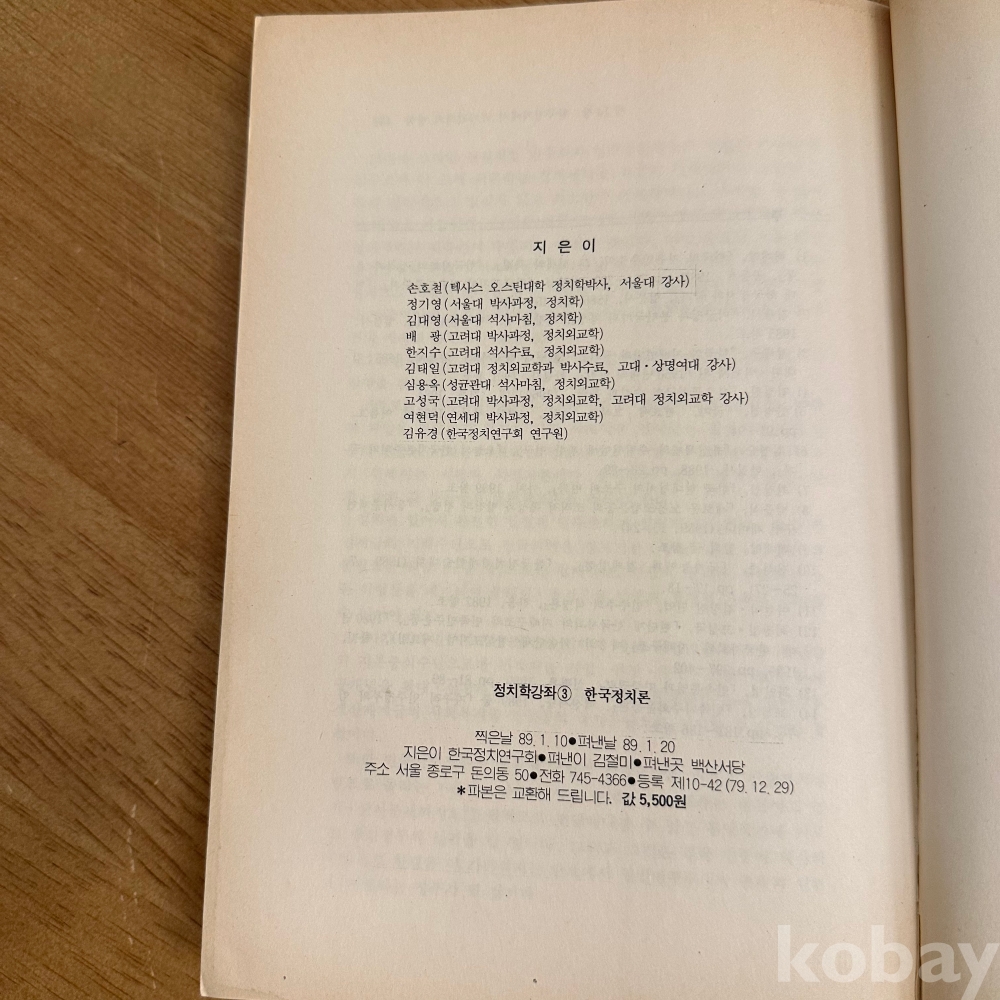 지 은 이
손호철(텍사스 오스틴대학 정치학박사, 서울대 강사)
정기영(서울대 박사과정, 정치학)
김대영(서울대 석사마침, 정치학)
배 광(고려대 박사과정, 정치외교학)
한지수(고려대 석사수료, 정치외교학)
김태일(고려대 정치외교학과 박사수료, 고대·상명여대 강사)
심용옥(성균관대 석사마침, 정치외교학)
고성국(고려대 박사과정, 정치외교학, 고려대 정치외교학 강사)
여현덕(연세대 박사과정, 정치외교학)
김유경(한국정치연구회 연구원)
정치학강좌③ 한국정치론
찍은날 89.1.10●펴낸날 89.1.20
지은이 한국정치연구회●펴낸이 김철미●펴낸곳 백산서당
주소 서울 종로구 돈의동 50●전화 745-4366●등록 제10-42(79.12.29)
*파본은 교환해 드립니다. 값 5,500원
kobay